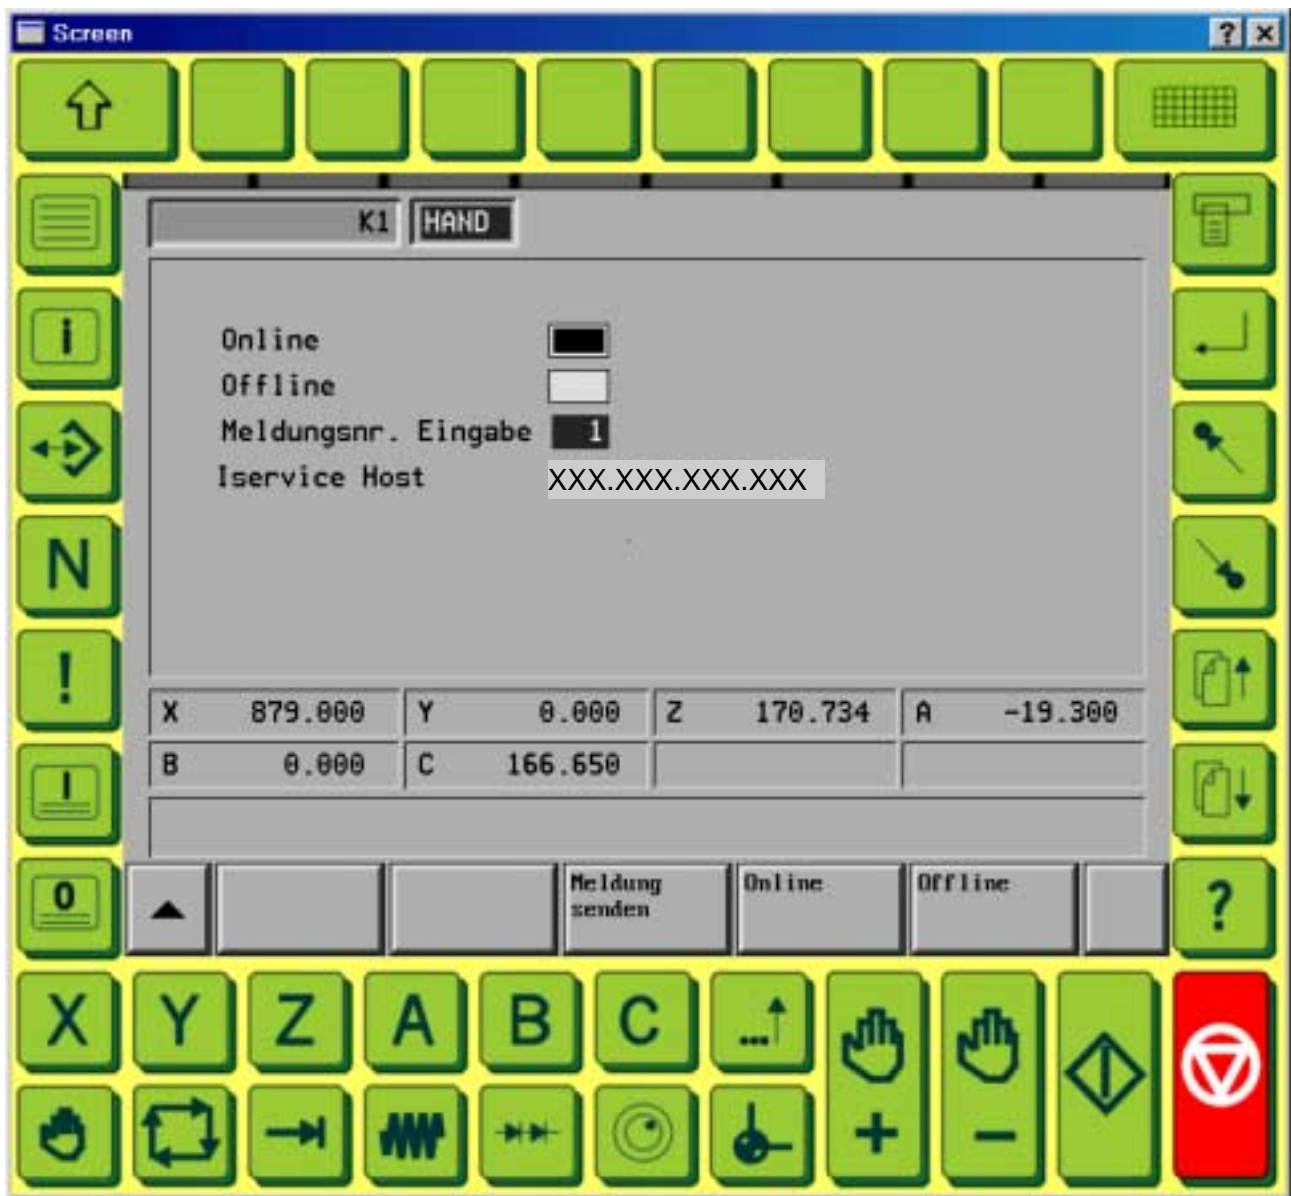 Screen ? ×
K1 HAND
i
Online
Offline
Meldungsnr. Eingabe 1
Iservice Host XXX.XXX.XXX.XXX
N
!
X 879.000 Y 0.000 Z 170.734 A -19.300
I
B 0.000 C 166.650
0
Meldung senden
Online
Offline
?
X Y Z A B C ...
+ −